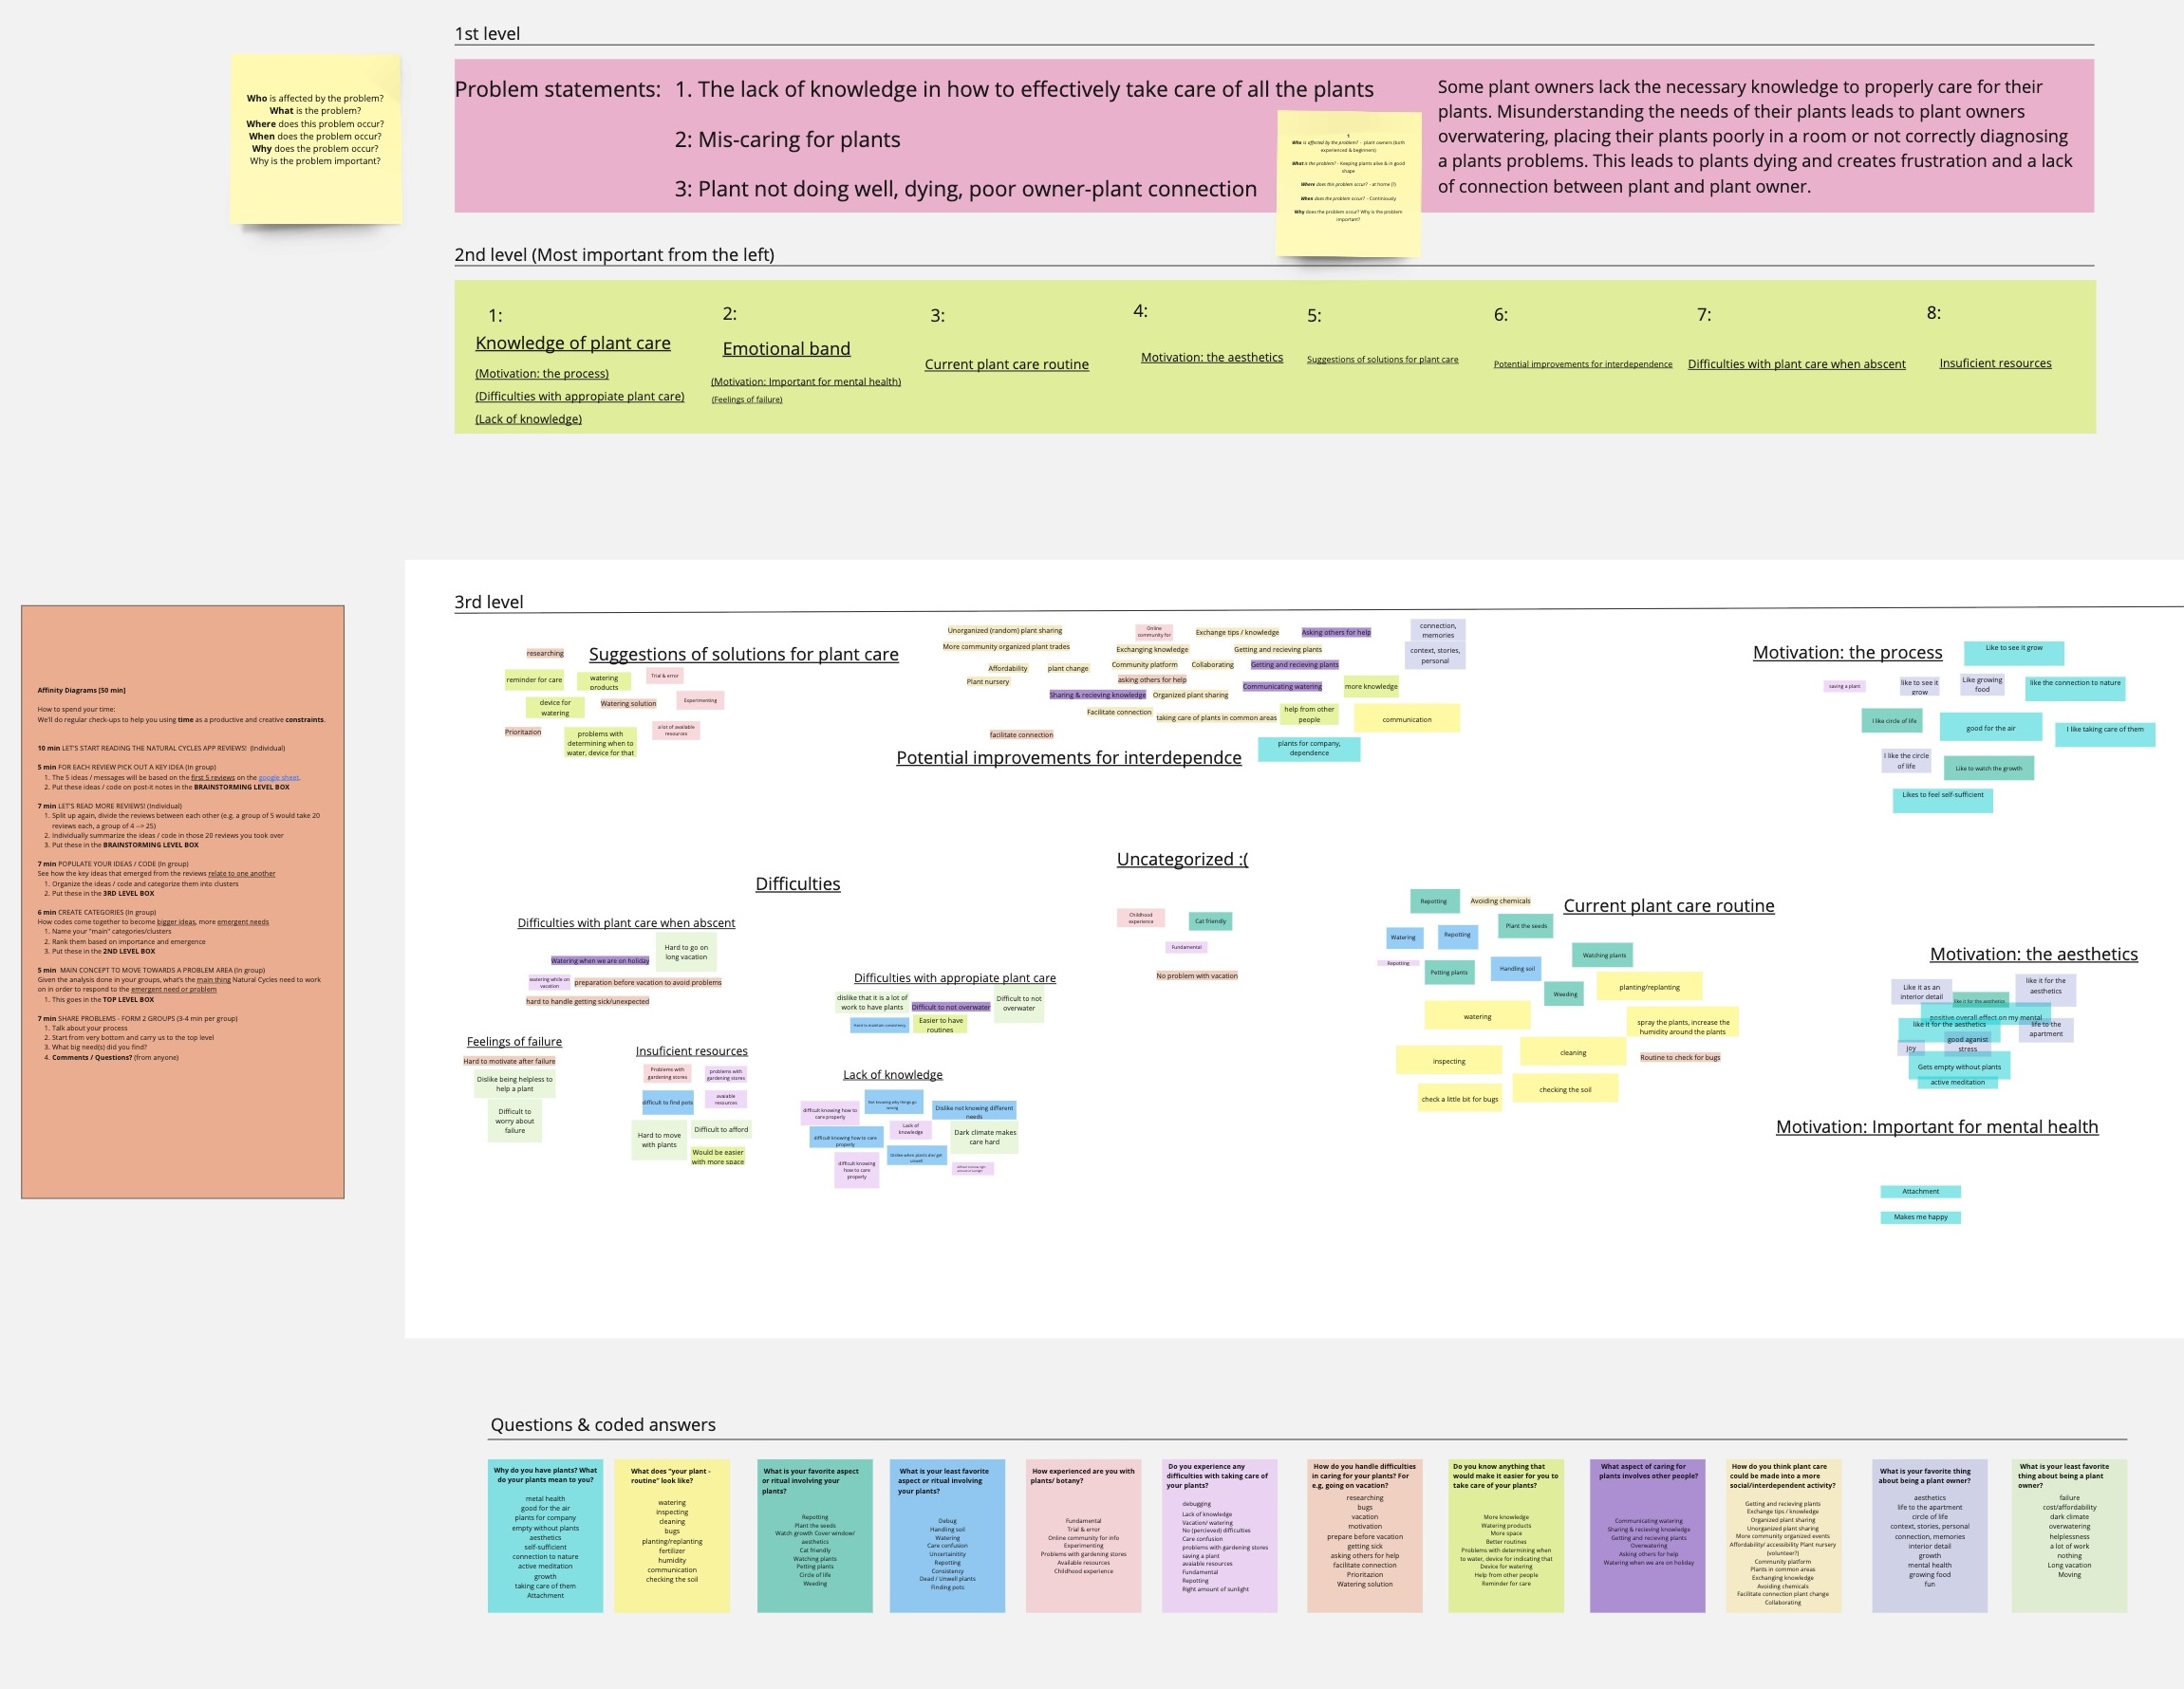 1st level
Who is affected by the problem?
What is the problem?
Where does this problem occur?
When does the problem occur?
Why does the problem occur?
Why is the problem important?
Problem statements:
1. The lack of knowledge in how to effectively take care of all the plants
2: Mis-caring for plants
3: Plant not doing well, dying, poor owner-plant connection
1
Who is affected by the problem? - plant owners (both
experienced & beginners)
What is the problem? - Keeping plants alive & in good
shape
Where does this problem occur? - at home (?)
When does the problem occur? - Continiously
Why does the problem occur? Why is the problem
important?
Some plant owners lack the necessary knowledge to properly care for their
plants. Misunderstanding the needs of their plants leads to plant owners
overwatering, placing their plants poorly in a room or not correctly diagnosing
a plants problems. This leads to plants dying and creates frustration and a lack
of connection between plant and plant owner.
2nd level (Most important from the left)
1:
Knowledge of plant care
(Motivation: the process)
(Difficulties with appropiate plant care)
(Lack of knowledge)
2:
Emotional band
(Motivation: Important for mental health)
(Feelings of failure)
3:
Current plant care routine
4:
Motivation: the aesthetics
5:
Suggestions of solutions for plant care
6:
Potential improvements for interdependence
7:
Difficulties with plant care when abscent
8:
Insuficient resources
Affinity Diagrams [50 min]
How to spend your time:
We'll do regular check-ups to help you using time as a productive and creative constraints.
10 min LET'S START READING THE NATURAL CYCLES APP REVIEWS! (Individual)
5 min FOR EACH REVIEW PICK OUT A KEY IDEA (In group)
1. The 5 ideas / messages will be based on the first 5 reviews on the google sheet.
2. Put these ideas / code on post-it notes in the BRAINSTORMING LEVEL BOX
7 min LET'S READ MORE REVIEWS! (Individual)
1. Split up again, divide the reviews between each other (e.g. a group of 5 would take 20
reviews each, a group of 4 --> 25)
2. Individually summarize the ideas / code in those 20 reviews you took over
3. Put these in the BRAINSTORMING LEVEL BOX
7 min POPULATE YOUR IDEAS / CODE (In group)
See how the key ideas that emerged from the reviews relate to one another
1. Organize the ideas / code and categorize them into clusters
2. Put these in the 3RD LEVEL BOX
6 min CREATE CATEGORIES (In group)
How codes come together to become bigger ideas, more emergent needs
1. Name your "main" categories/clusters
2. Rank them based on importance and emergence
3. Put these in the 2ND LEVEL BOX
5 min MAIN CONCEPT TO MOVE TOWARDS A PROBLEM AREA (In group)
Given the analysis done in your groups, what's the main thing Natural Cycles need to work
on in order to respond to the emergent need or problem
1. This goes in the TOP LEVEL BOX
7 min SHARE PROBLEMS - FORM 2 GROUPS (3-4 min per group)
1. Talk about your process
2. Start from very bottom and carry us to the top level
3. What big need(s) did you find?
4. Comments / Questions? (from anyone)
3rd level
Suggestions of solutions for plant care
researching
reminder for care
watering
products
Trial & error
device for
watering
Watering solution
Experimenting
Prioritazion
problems with
determining when to
water, device for that
a lot of available
resources
Unorganized (random) plant sharing
More community organized plant trades
Affordability
plant change
Plant nursery
Online
community for
Exchange tips / knowledge
Asking others for help
connection,
memories
Exchanging knowledge
Getting and recieving plants
context, stories,
personal
Community platform
Collaborating
Getting and recieving plants
asking others for help
Communicating watering
more knowledge
Sharing & recieving knowledge
Organized plant sharing
Facilitate connection
taking care of plants in common areas
help from other
people
communication
facilitate connection
plants for company,
dependence
Potential improvements for interdependce
Motivation: the process
Like to see it grow
saving a plant
like to see it
grow
Like growing
food
like the connection to nature
I like circle of life
good for the air
I like taking care of them
I like the circle
of life
Like to watch the growth
Likes to feel self-sufficient
Difficulties
Difficulties with plant care when abscent
Watering when we are on holiday
Hard to go on
long vacation
watering while on
vacation
preparation before vacation to avoid problems
hard to handle getting sick/unexpected
Difficulties with appropiate plant care
dislike that it is a lot of
work to have plants
Difficult to not overwater
Difficult to not
overwater
Hard to maintain consistency
Easier to have
routines
Feelings of failure
Hard to motivate after failure
Dislike being helpless to
help a plant
Difficult to
worry about
failure
Insuficient resources
Problems with
gardening stores
problems with
gardening stores
difficult to find pots
avaiable
resources
Hard to move
with plants
Difficult to afford
Would be easier
with more space
Lack of knowledge
difficult knowing how to
care properly
Not knowing why things go
wrong
Dislike not knowing different
needs
difficult knowing how to care
properly
Lack of
knowledge
Dark climate makes
care hard
Dislike when plants die/get
unwell
difficult knowing
how to care
properly
Uncategorized :(
Childhood
experience
Cat friendly
Fundamental
No problem with vacation
Current plant care routine
Repotting
Avoiding chemicals
Plant the seeds
Watering
Repotting
Watching plants
Repotting
Petting plants
Handling soil
Weeding
planting/replanting
watering
spray the plants, increase the
humidity around the plants
inspecting
cleaning
Routine to check for bugs
check a little bit for bugs
checking the soil
Motivation: the aesthetics
Like it as an
interior detail
like it for the
aesthetics
like it for the aesthetics
positive overall effect on my mental
like it for the aesthetics
life to the
apartment
joy
good aganist
stress
Gets empty without plants
active meditation
Motivation: Important for mental health
Attachment
Makes me happy
Questions & coded answers
Why do you have plants? What
do your plants mean to you?
metal health
good for the air
plants for company
empty without plants
aesthetics
self-sufficient
connection to nature
active meditation
growth
taking care of them
Attachment
What does "your plant -
routine" look like?
watering
inspecting
cleaning
bugs
planting/replanting
fertilizer
humidity
communication
checking the soil
What is your favorite aspect
or ritual involving your
plants?
Repotting
Plant the seeds
Watch growth Cover window/
aesthetics
Cat friendly
Watching plants
Petting plants
Circle of life
Weeding
What is your least favorite
aspect or ritual involving
your plants?
Debug
Handling soil
Watering
Care confusion
Uncertainitity
Repotting
Consistency
Dead / Unwell plants
Finding pots
How experienced are you with
plants/ botany?
Fundamental
Trial & error
Online community for info
Experimenting
Problems with gardening stores
Available resources
Childhood experience
Do you experience any
difficulties with taking care of
your plants?
debugging
Lack of knowledge
Vacation/ watering
No (percieved) difficulties
Care confusion
problems with gardening stores
saving a plant
avaiable resources
Fundamental
Repotting
Right amount of sunlight
How do you handle difficulties
in caring for your plants? For
e.g, going on vacation?
researching
bugs
vacation
motivation
prepare before vacation
getting sick
asking others for help
facilitate connection
Prioritazion
Watering solution
Do you know anything that
would make it easier for you to
take care of your plants?
More knowledge
Watering products
More space
Better routines
Problems with determining when
to water, device for indicating that
Device for watering
Help from other people
Reminder for care
What aspect of caring for
plants involves other people?
Communicating watering
Sharing & recieving knowledge
Getting and recieving plants
Overwatering
Asking others for help
Watering when we are on holiday
How do you think plant care
could be made into a more
social/interdependent activity?
Getting and recieving plants
Exchange tips / knowledge
Organized plant sharing
Unorganized plant sharing
More community organized events
Affordability/ accessibility Plant nursery
(volunteer?)
Community platform
Plants in common areas
Exchanging knowledge
Avoiding chemicals
Facilitate connection plant change
Collaborating
What is your favorite thing
about being a plant owner?
aesthetics
life to the apartment
circle of life
context, stories, personal
connection, memories
interior detail
growth
mental health
growing food
fun
What is your least favorite
thing about being a plant
owner?
failure
cost/affordability
dark climate
overwatering
helplessness
a lot of work
nothing
Long vacation
Moving